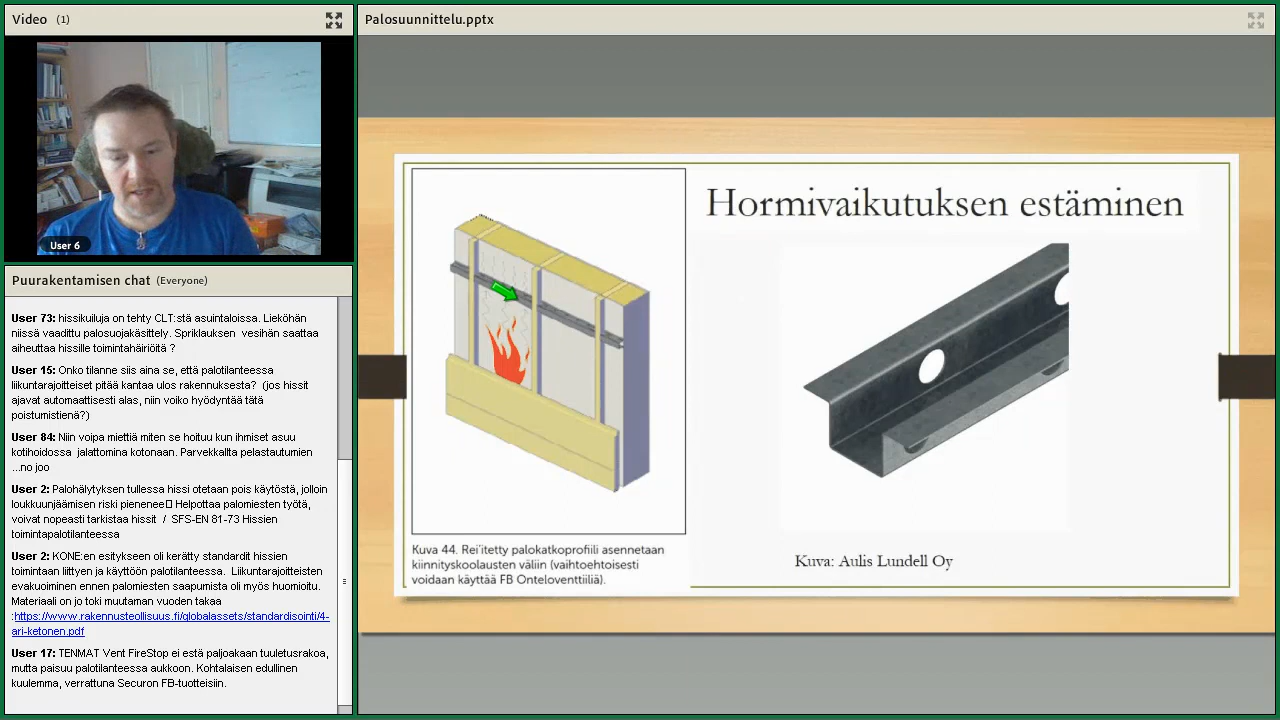 Video (1)
User 6
Puurakentamisen chat (Everyone)
User 73: hissikuiluja on tehty CLT:stä asuintaloissa. Lieköhän
niissä vaadittu palosuojakäsittely. Spriklauksen vesihän saattaa
aiheuttaa hissille toimintahäiriöitä ?
User 15: Onko tilanne siis aina se, että palotilanteessa
liikuntarajoitteiset pitää kantaa ulos rakennuksesta? (jos hissit
ajavat automaattisesti alas, niin voiko hyödyntää tätä
poistumistienä?)
User 84: Niin voipa miettiä miten se hoituu kun ihmiset asuu
kotihoidossa jalattomina kotonaan. Parvekkallta pelastautumien
...no joo
User 2: Palohälytyksen tullessa hissi otetaan pois käytöstä, jolloin
loukkuunjäämisen riski pienenee Helpottaa palomiesten työtä,
voivat nopeasti tarkistaa hissit / SFS-EN 81-73 Hissien
toimintapalotilanteessa
User 2: KONE:en esitykseen oli kerätty standardit hissien
toimintaan liittyen ja käyttöön palotilanteessa. Liikuntarajoitteisten
evakuoiminen ennen palomiesten saapumista oli myös huomioitu.
Materiaali on jo toki muutaman vuoden takaa
:https://www.rakennusteollisuus.fi/globalassets/standardisointi/4-
ari-ketonen.pdf
User 17: TENMAT Vent FireStop ei estä paljoakaan tuuletusrakoa,
mutta paisuu palotilanteessa aukkoon. Kohtalaisen edullinen
kuulemma, verrattuna Securon FB-tuotteisiin.
Palosuunnittelu.pptx
Hormivaikutuksen estäminen
Kuva 44. Rei'itetty palokatkoprofiili asennetaan
kiinnityskoolausten väliin (vaihtoehtoisesti
voidaan käyttää FB Onteloventtiiliä).
Kuva: Aulis Lundell Oy